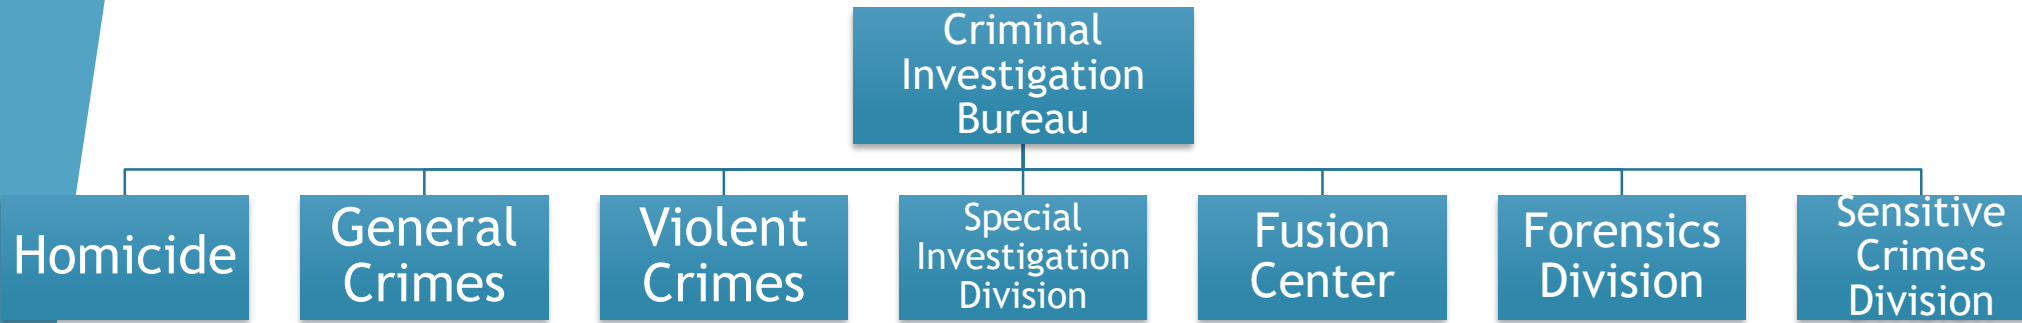 Criminal
Investigation
Bureau
Homicide
General
Crimes
Violent
Crimes
Special
Investigation
Division
Fusion
Center
Forensics
Division
Sensitive
Crimes
Division